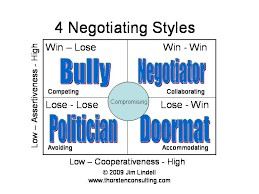 4 Negotiating Styles
Low – Assertiveness - High
Win – Lose
Win - Win
Bully
Negotiator
Competing
Collaborating
Compromising
Lose - Lose
Lose - Win
Politician
Doormat
Avoiding
Accommodating
Low – Cooperativeness - High
© 2009 Jim Lindell
www.thorstenconsulting.com